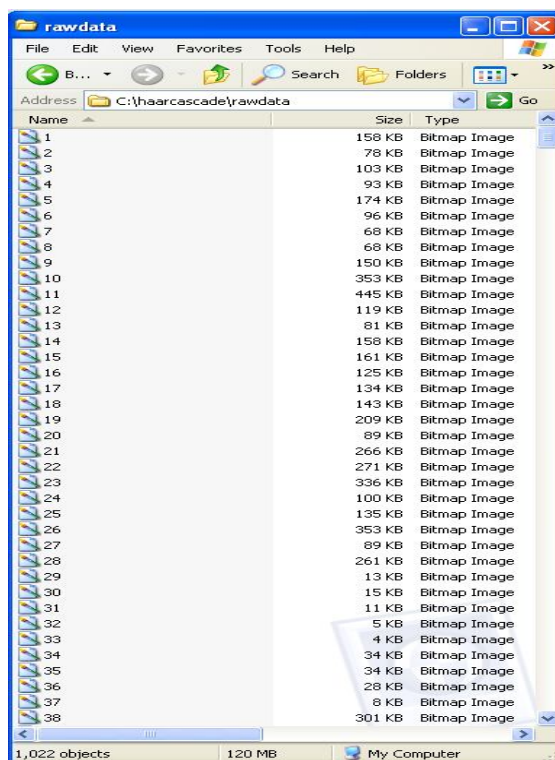 rawdata
File Edit View Favorites Tools Help
B... Search Folders »
Address C:\haarcascade\rawdata Go
Name Size Type
1 158 KB Bitmap Image
2 78 KB Bitmap Image
3 103 KB Bitmap Image
4 93 KB Bitmap Image
5 174 KB Bitmap Image
6 96 KB Bitmap Image
7 68 KB Bitmap Image
8 68 KB Bitmap Image
9 150 KB Bitmap Image
10 353 KB Bitmap Image
11 445 KB Bitmap Image
12 119 KB Bitmap Image
13 81 KB Bitmap Image
14 158 KB Bitmap Image
15 161 KB Bitmap Image
16 125 KB Bitmap Image
17 134 KB Bitmap Image
18 143 KB Bitmap Image
19 209 KB Bitmap Image
20 89 KB Bitmap Image
21 266 KB Bitmap Image
22 271 KB Bitmap Image
23 336 KB Bitmap Image
24 100 KB Bitmap Image
25 135 KB Bitmap Image
26 353 KB Bitmap Image
27 89 KB Bitmap Image
28 261 KB Bitmap Image
29 13 KB Bitmap Image
30 15 KB Bitmap Image
31 11 KB Bitmap Image
32 5 KB Bitmap Image
33 4 KB Bitmap Image
34 34 KB Bitmap Image
35 34 KB Bitmap Image
36 28 KB Bitmap Image
37 8 KB Bitmap Image
38 301 KB Bitmap Image
1,022 objects 120 MB My Computer